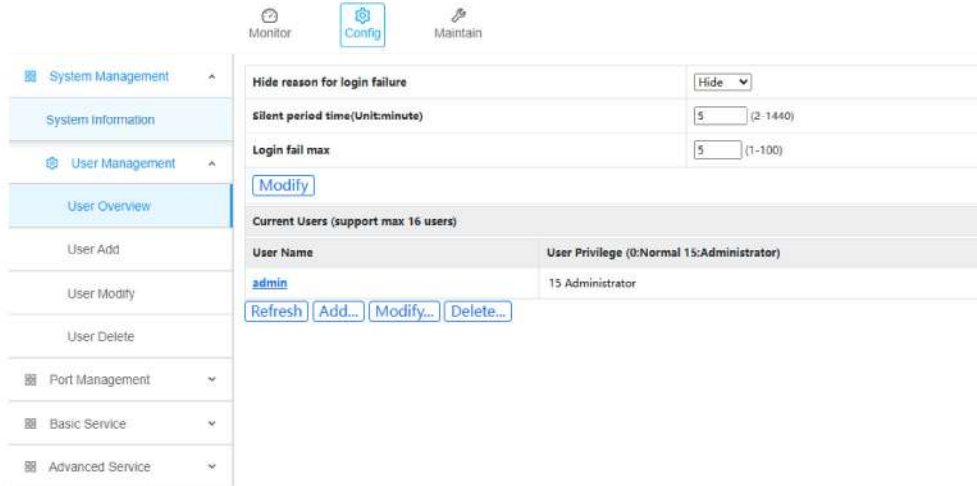 Monitor Config Maintain
System Management
System Information
User Management
User Overview
User Add
User Modify
User Delete
Port Management
Basic Service
Advanced Service
Hide reason for login failure Hide
Silent period time(Unit:minute) 5 (2-1440)
Login fail max 5 (1-100)
Modify
Current Users (support max 16 users)
User Name User Privilege (0:Normal 15:Administrator)
admin 15 Administrator
Refresh Add... Modify... Delete...